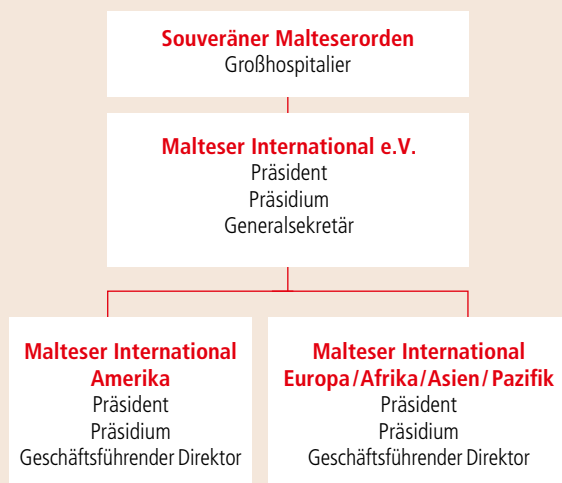 Souveräner Malteserorden
Großhospitalier
Malteser International e.V.
Präsident
Präsidium
Generalsekretär
Malteser International
Amerika
Präsident
Präsidium
Geschäftsführender Direktor
Malteser International
Europa/Afrika/Asien/Pazifik
Präsident
Präsidium
Geschäftsführender Direktor